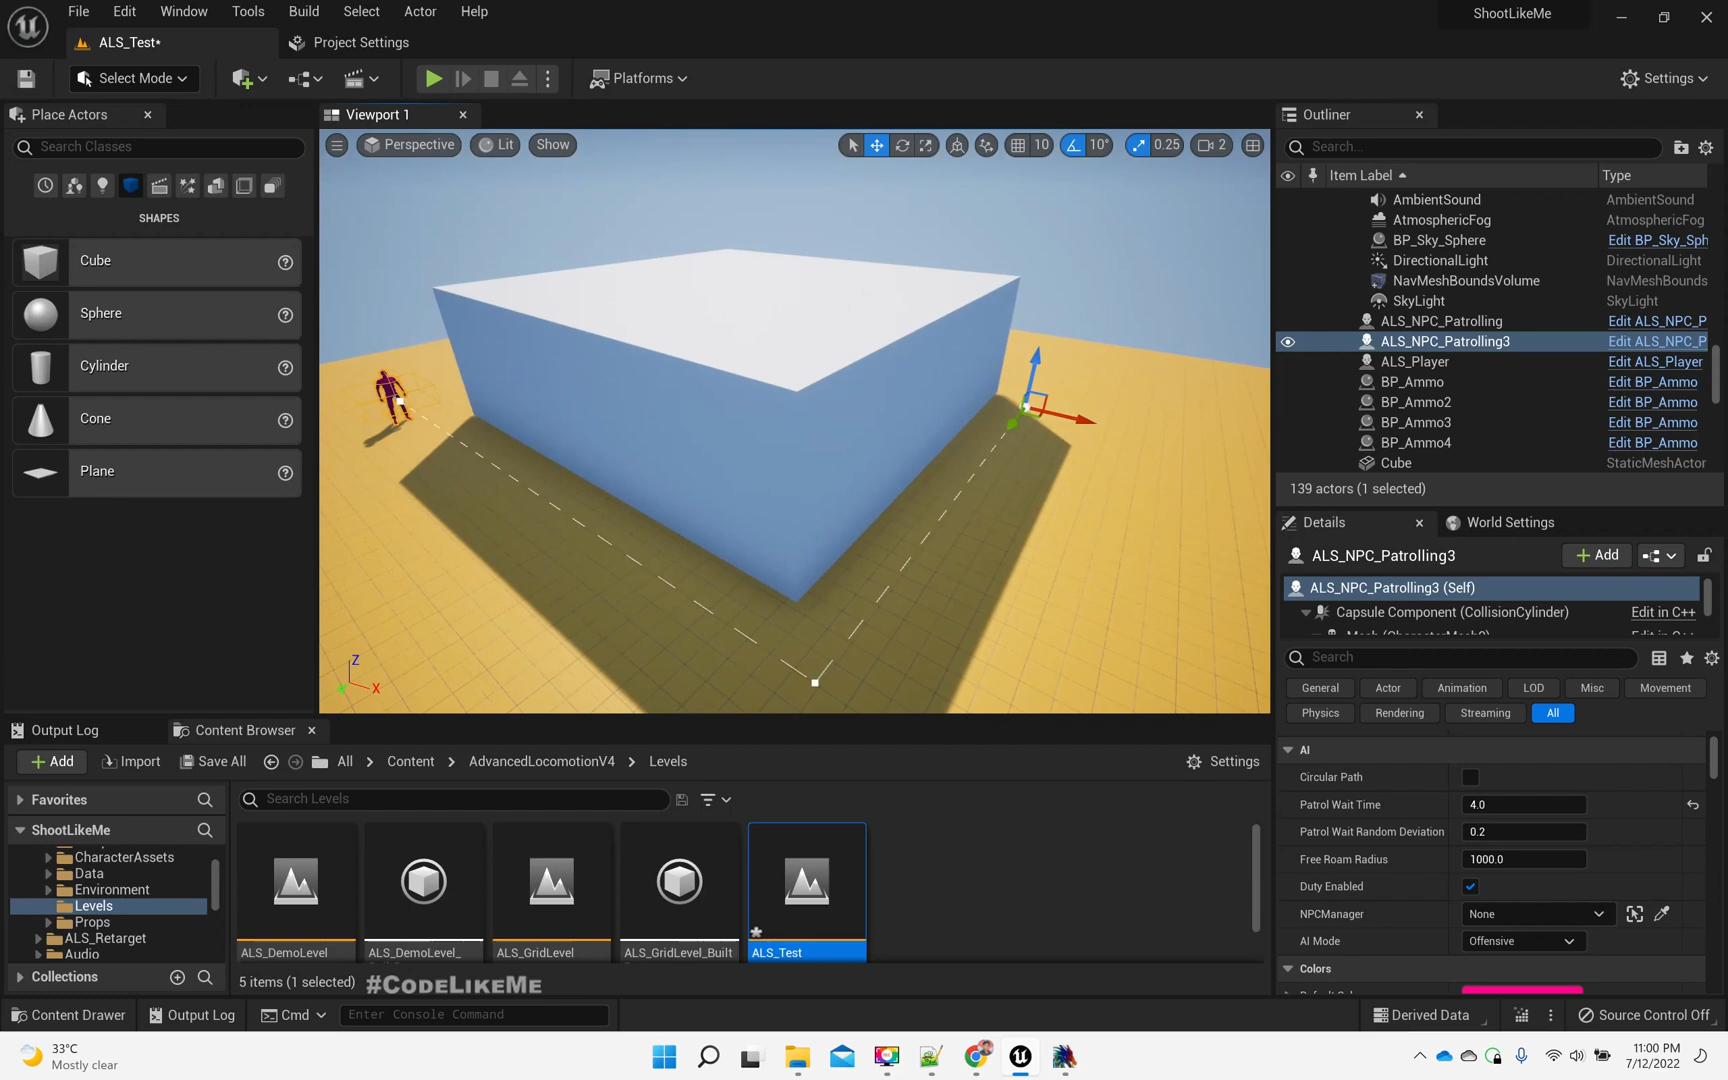 File Edit Window Tools Build Select Actor Help ShootLikeMe
ALS_Test* Project Settings
Select Mode Platforms Settings
Place Actors
Search Classes
SHAPES
Cube
Sphere
Cylinder
Cone
Plane
Viewport 1
Perspective Lit Show 10 10° 0.25 2
Z
X
Outliner
Search...
Item Label Type
AmbientSound AmbientSound
AtmosphericFog AtmosphericFog
BP_Sky_Sphere Edit BP_Sky_Sph
DirectionalLight DirectionalLight
NavMeshBoundsVolume NavMeshBounds
SkyLight SkyLight
ALS_NPC_Patrolling Edit ALS_NPC_P
ALS_NPC_Patrolling3 Edit ALS_NPC_P
ALS_Player Edit ALS_Player
BP_Ammo Edit BP_Ammo
BP_Ammo2 Edit BP_Ammo
BP_Ammo3 Edit BP_Ammo
BP_Ammo4 Edit BP_Ammo
Cube StaticMeshActor
139 actors (1 selected)
Details World Settings
ALS_NPC_Patrolling3 Add
ALS_NPC_Patrolling3 (Self)
Capsule Component (CollisionCylinder) Edit in C++
Search
General Actor Animation LOD Misc Movement
Physics Rendering Streaming All
AI
Circular Path
Patrol Wait Time 4.0
Patrol Wait Random Deviation 0.2
Free Roam Radius 1000.0
Duty Enabled
NPCManager None
AI Mode Offensive
Colors
Output Log Content Browser
Add Import Save All All Content AdvancedLocomotionV4 Levels Settings
Favorites
ShootLikeMe
CharacterAssets
Data
Environment
Levels
Props
ALS_Retarget
Audio
Collections
Search Levels
ALS_DemoLevel ALS_DemoLevel_ ALS_GridLevel ALS_GridLevel_Built ALS_Test
5 items (1 selected) #CODELIKEME
Content Drawer Output Log Cmd Enter Console Command Derived Data Source Control Off
33°C
Mostly clear
11:00 PM
7/12/2022